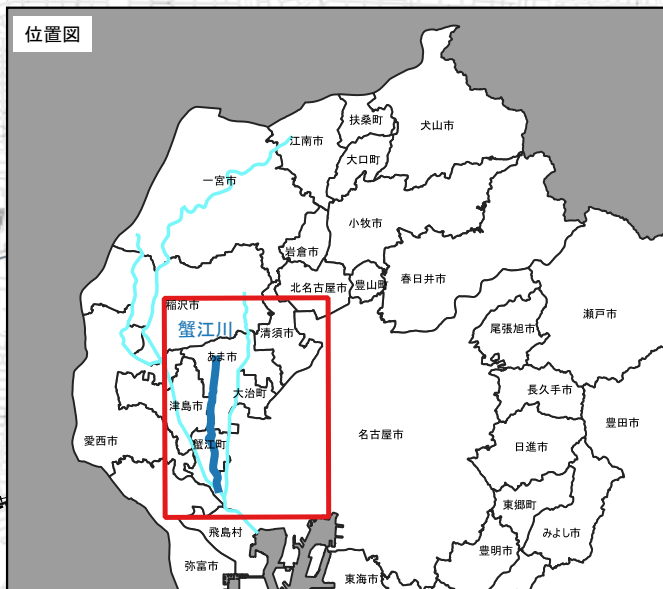 位置図
扶桑町
犬山市
江南市
大口町
一宮市
小牧市
岩倉市
春日井市
北名古屋市
豊山町
稲沢市
瀬戸市
蟹江川
清須市
尾張旭市
あま市
大治町
長久手市
津島市
豊田市
名古屋市
愛西市
蟹江町
日進市
東郷町
飛島村
みよし市
豊明市
弥富市
東海市